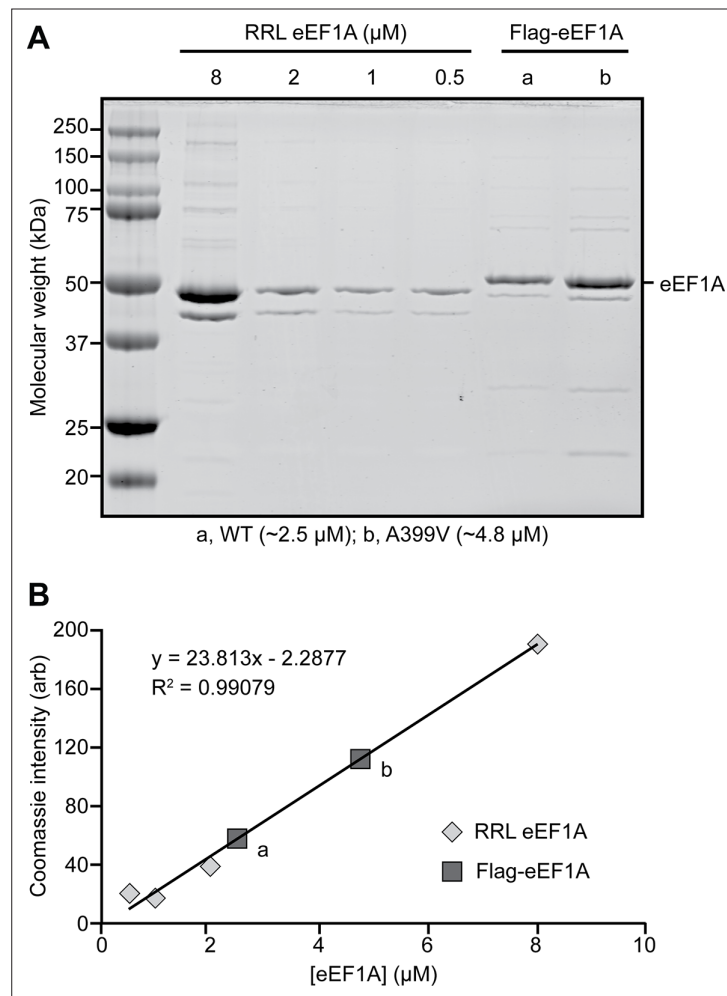 A
RRL eEF1A (µM)
Flag-eEF1A
8 2 1 0.5 a b
250
150
100
75
50
37
25
20
Molecular weight (kDa)
eEF1A
a, WT (~2.5 µM); b, A399V (~4.8 µM)
B
200
160
120
80
40
0
Coomassie intensity (arb)
y = 23.813x - 2.2877
R² = 0.99079
b
a
RRL eEF1A
Flag-eEF1A
0 2 4 6 8 10
[eEF1A] (µM)